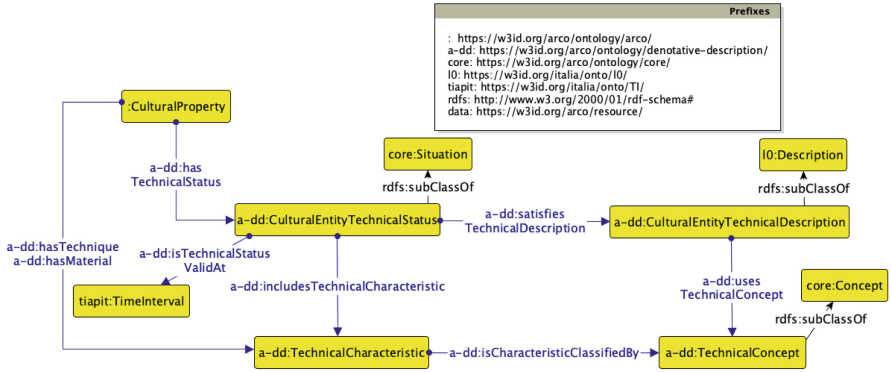 Prefixes
: https://w3id.org/arco/ontology/arco/
a-dd: https://w3id.org/arco/ontology/denotative-description/
core: https://w3id.org/arco/ontology/core/
l0: https://w3id.org/italia/onto/l0/
tiapit: https://w3id.org/italia/onto/TI/
rdfs: http://www.w3.org/2000/01/rdf-schema#
data: https://w3id.org/arco/resource/
:CulturalProperty
a-dd:has
TechnicalStatus
core:Situation
l0:Description
rdfs:subClassOf
rdfs:subClassOf
a-dd:CulturalEntityTechnicalStatus
a-dd:satisfies
TechnicalDescription
a-dd:CulturalEntityTechnicalDescription
a-dd:hasTechnique
a-dd:hasMaterial
a-dd:isTechnicalStatus
ValidAt
a-dd:includesTechnicalCharacteristic
a-dd:uses
TechnicalConcept
core:Concept
tiapit:TimeInterval
rdfs:subClassOf
a-dd:TechnicalCharacteristic
a-dd:isCharacteristicClassifiedBy
a-dd:TechnicalConcept